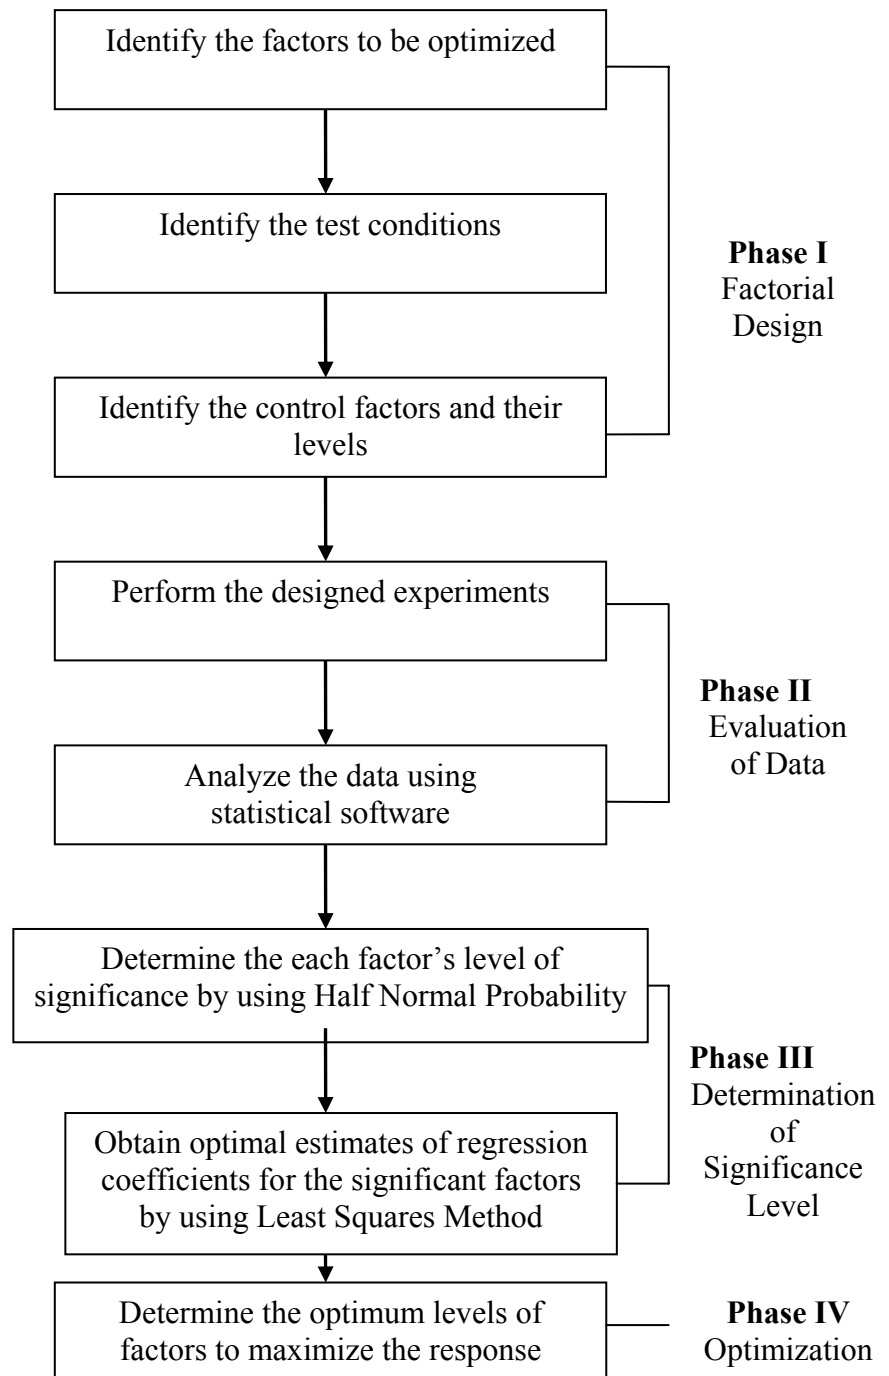 Identify the factors to be optimized
Identify the test conditions
Phase I
Factorial
Design
Identify the control factors and their
levels
Perform the designed experiments
Phase II
Evaluation
of Data
Analyze the data using
statistical software
Determine the each factor’s level of
significance by using Half Normal Probability
Phase III
Determination
of
Significance
Level
Obtain optimal estimates of regression
coefficients for the significant factors
by using Least Squares Method
Determine the optimum levels of
factors to maximize the response
Phase IV
Optimization